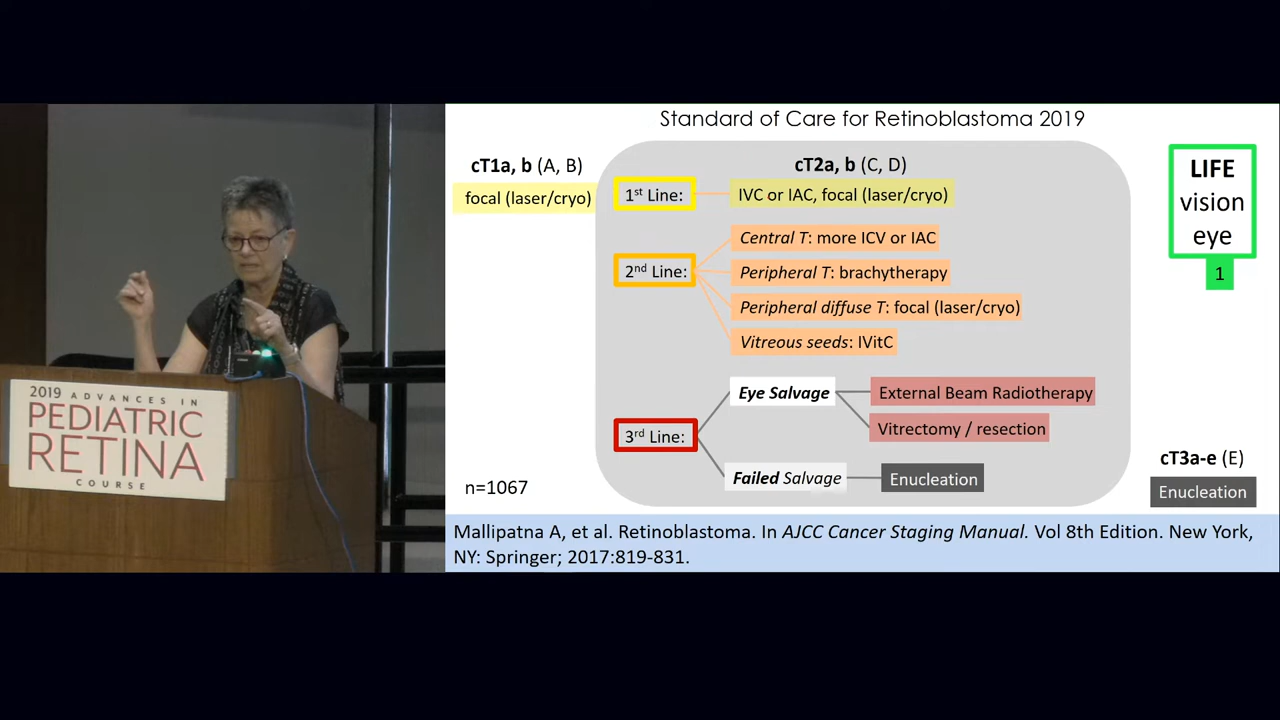 2019 ADVANCES IN
PEDIATRIC
RETINA
COURSE
Standard of Care for Retinoblastoma 2019
cT1a, b (A, B)
focal (laser/cryo)
cT2a, b (C, D)
1st Line:
IVC or IAC, focal (laser/cryo)
2nd Line:
Central T: more ICV or IAC
Peripheral T: brachytherapy
Peripheral diffuse T: focal (laser/cryo)
Vitreous seeds: IVitC
3rd Line:
Eye Salvage
External Beam Radiotherapy
Vitrectomy / resection
Failed Salvage
Enucleation
LIFE
vision
eye
1
cT3a-e (E)
Enucleation
n=1067
Mallipatna A, et al. Retinoblastoma. In AJCC Cancer Staging Manual. Vol 8th Edition. New York,
NY: Springer; 2017:819-831.